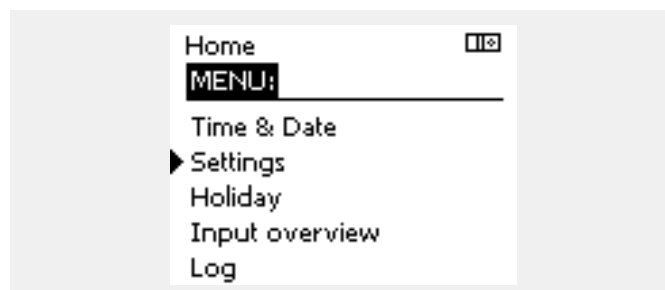 Home
MENU:
Time & Date
Settings
Holiday
Input overview
Log